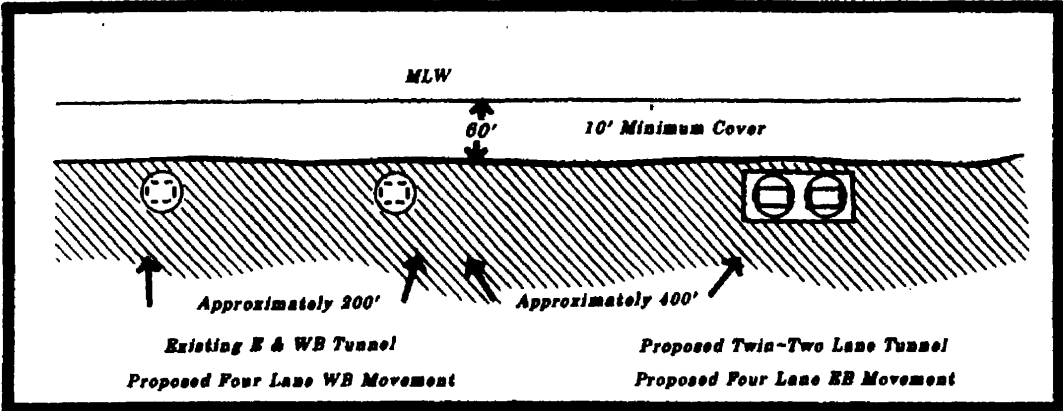 MLW
60' 10' Minimum Cover
Approximately 200' Approximately 400'
Existing E & WB Tunnel
Proposed Four Lane WB Movement
Proposed Twin-Two Lane Tunnel
Proposed Four Lane EB Movement